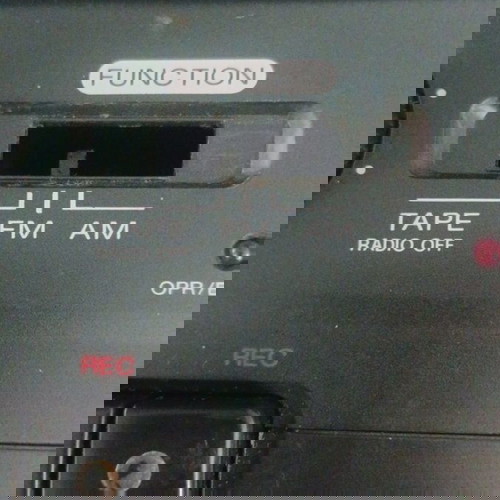 FUNCTION
TAPE
FM AM
RADIO OFF
OPR/
REC REC